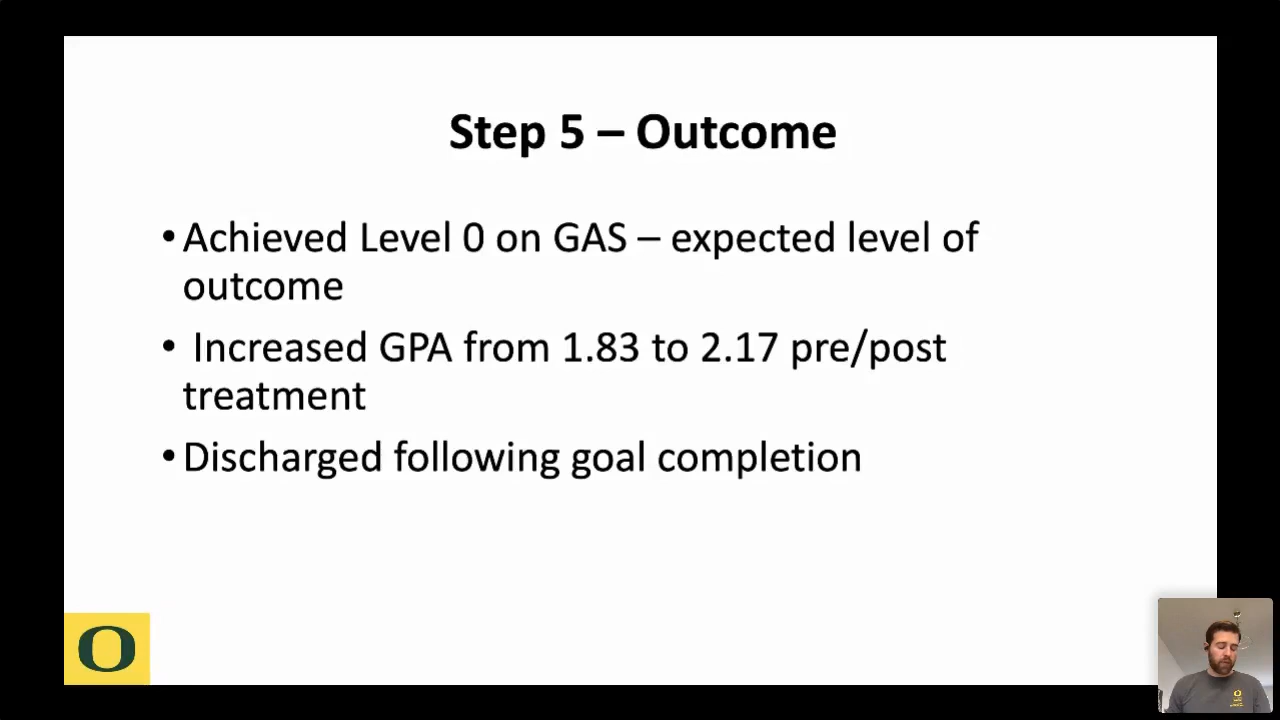 Step 5 – Outcome
•Achieved Level 0 on GAS – expected level of
outcome
• Increased GPA from 1.83 to 2.17 pre/post
treatment
•Discharged following goal completion
O